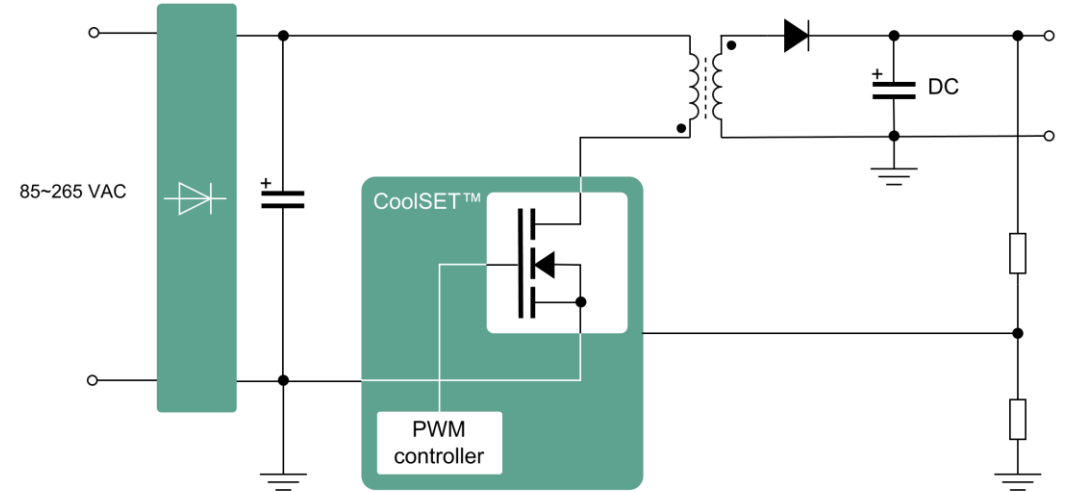 85~265 VAC
+
CoolSET™
PWM
controller
+
DC